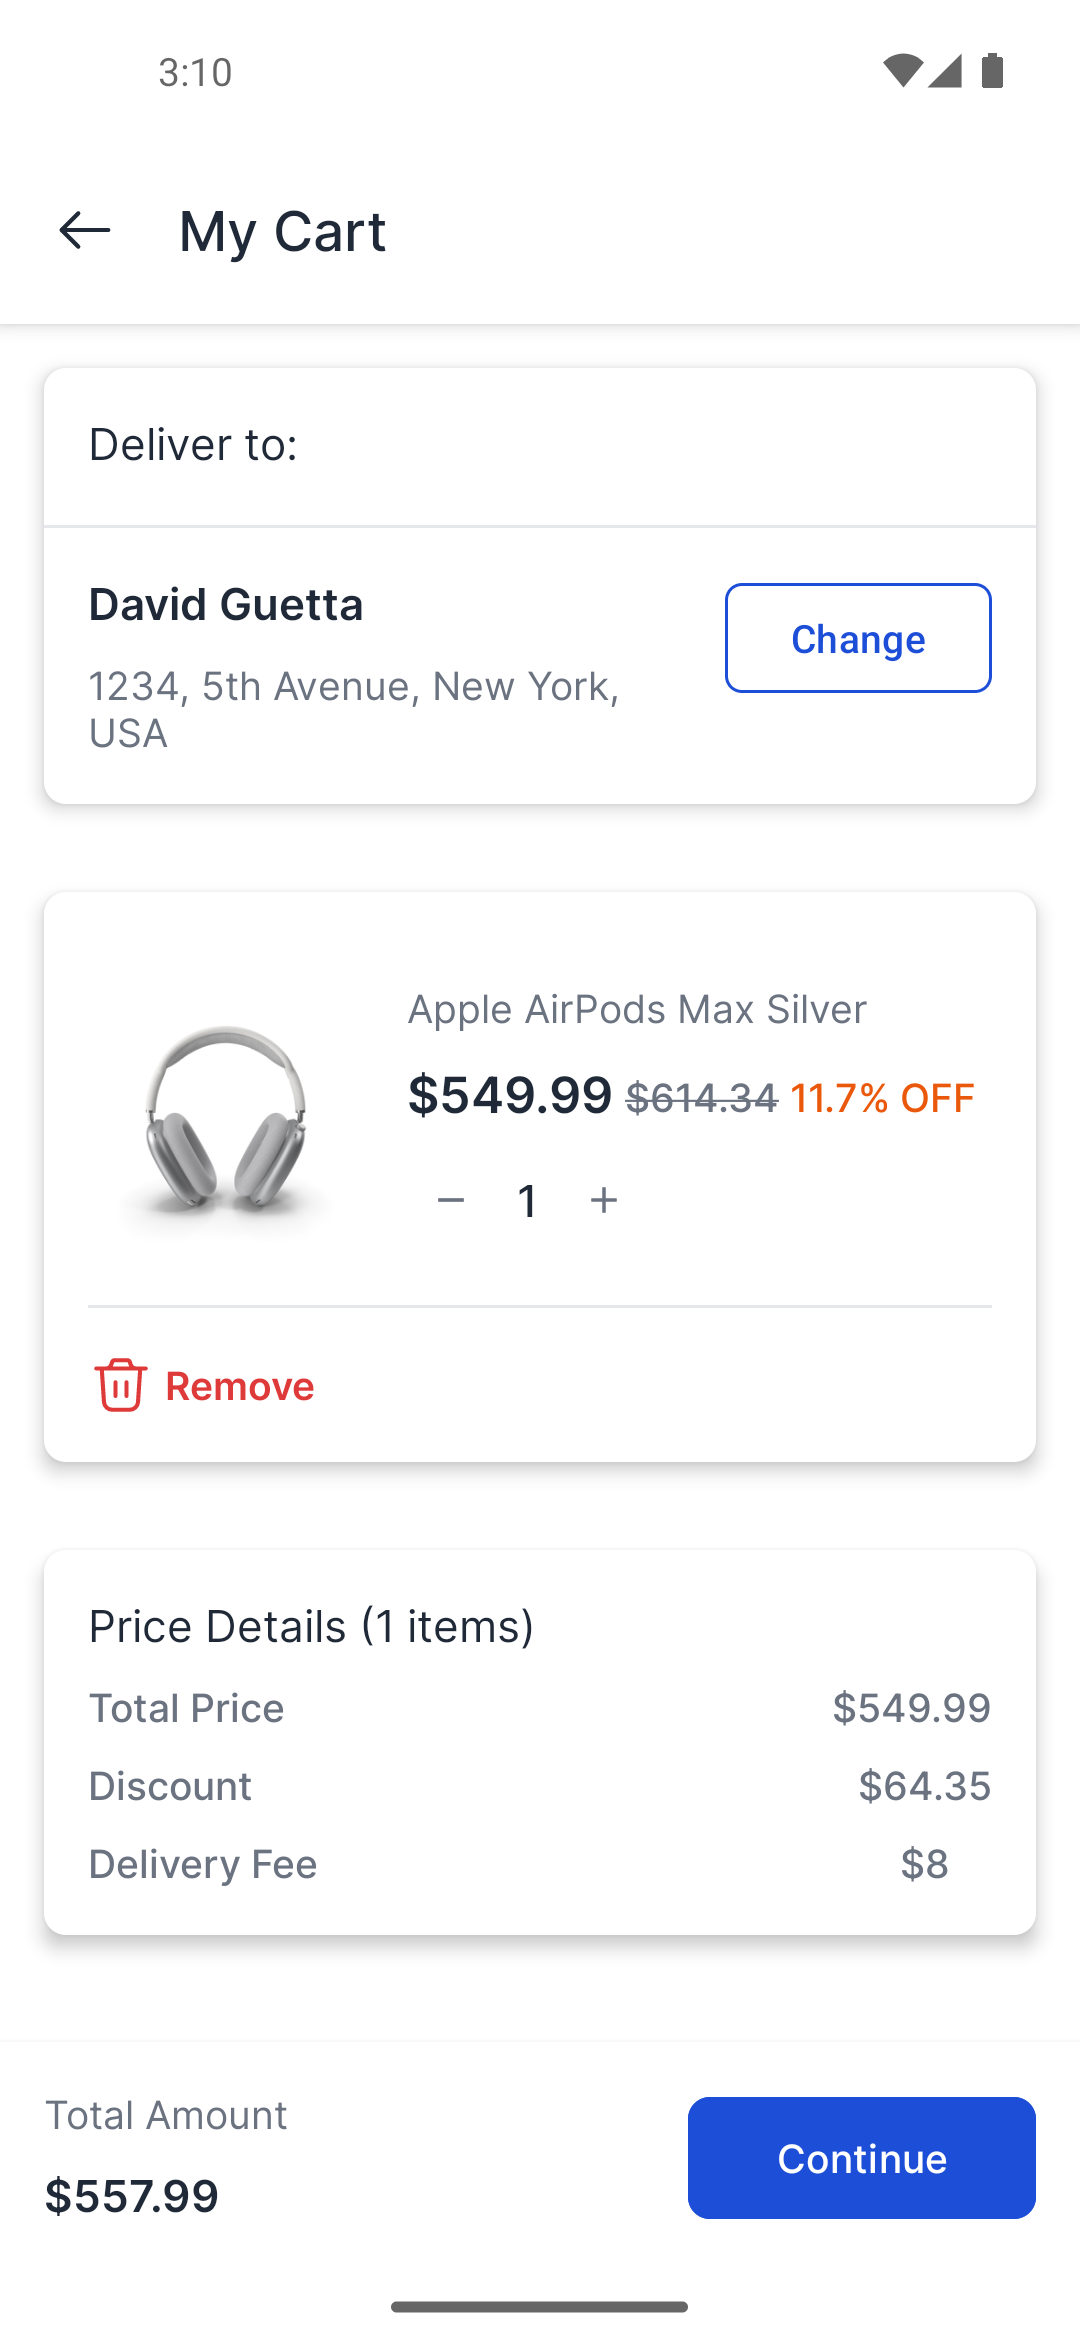 3:10
My Cart
Deliver to:
David Guetta
Change
1234, 5th Avenue, New York,
USA
Apple AirPods Max Silver
$549.99 $614.34 11.7% OFF
− 1 +
Remove
Price Details (1 items)
Total Price $549.99
Discount $64.35
Delivery Fee $8
Total Amount
$557.99
Continue